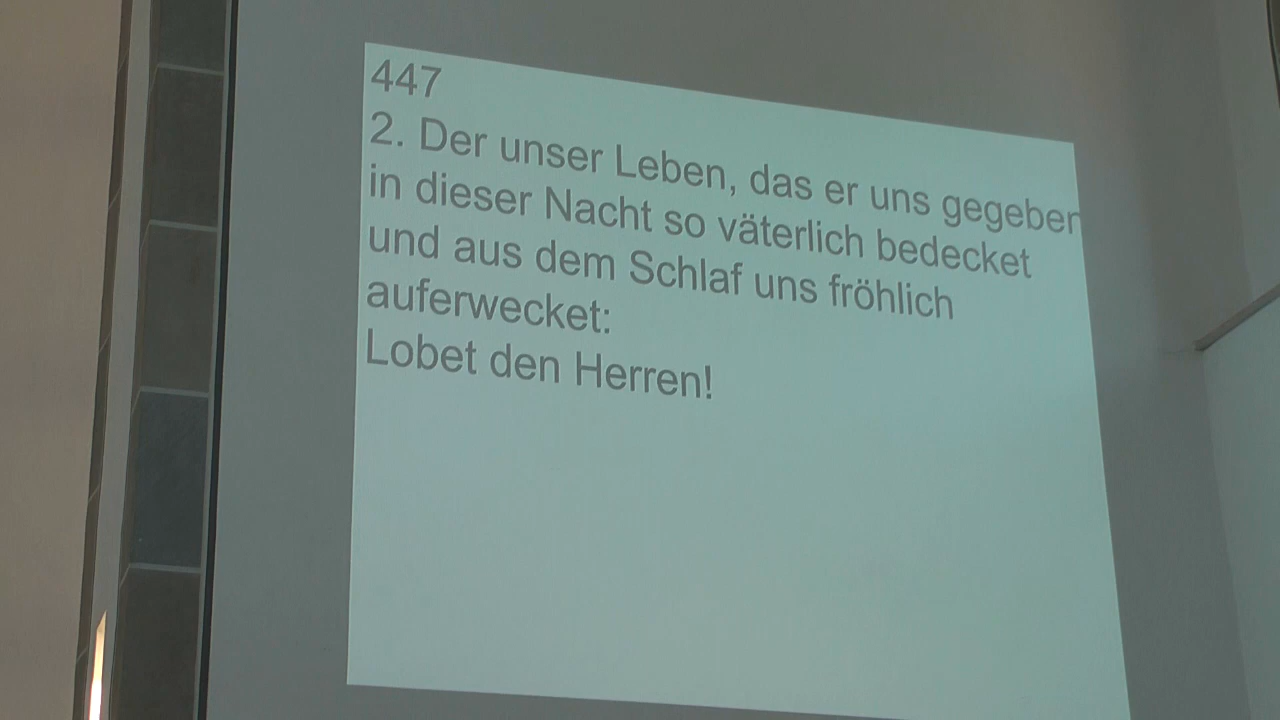 447
2. Der unser Leben, das er uns gegeben
in dieser Nacht so väterlich bedecket
und aus dem Schlaf uns fröhlich
auferwecket:
Lobet den Herren!